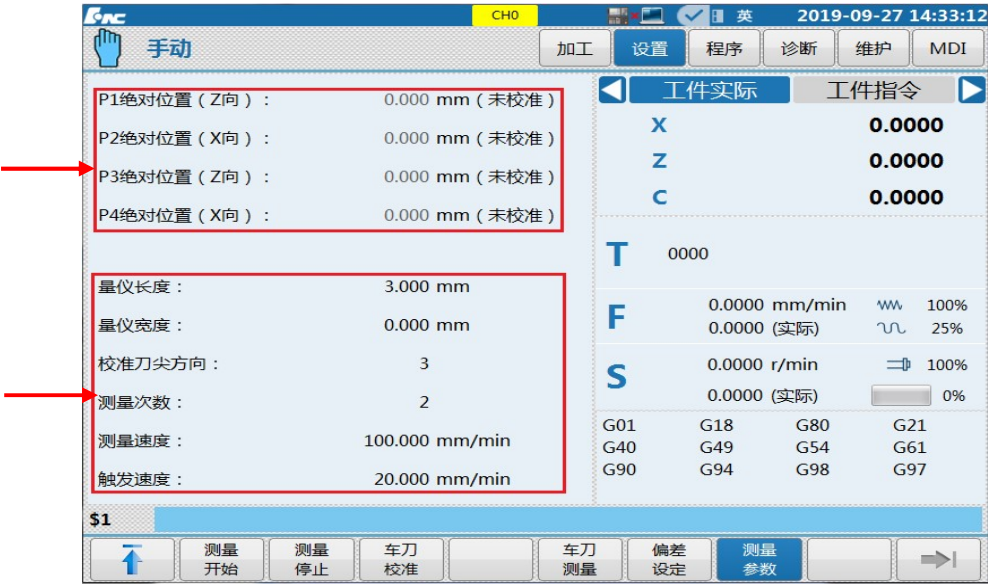 HNC CH0 英 2019-09-27 14:33:12
手动 加工 设置 程序 诊断 维护 MDI
P1绝对位置（Z向）： 0.000 mm（未校准）
P2绝对位置（X向）： 0.000 mm（未校准）
P3绝对位置（Z向）： 0.000 mm（未校准）
P4绝对位置（X向）： 0.000 mm（未校准）
量仪长度： 3.000 mm
量仪宽度： 0.000 mm
校准刀尖方向： 3
测量次数： 2
测量速度： 100.000 mm/min
触发速度： 20.000 mm/min
工件实际 工件指令
X 0.0000
Z 0.0000
C 0.0000
T 0000
F 0.0000 mm/min 100%
0.0000 (实际) 25%
S 0.0000 r/min 100%
0.0000 (实际) 0%
G01 G18 G80 G21
G40 G49 G54 G61
G90 G94 G98 G97
$1
测量开始 测量停止 车刀校准 车刀测量 偏差设定 测量参数